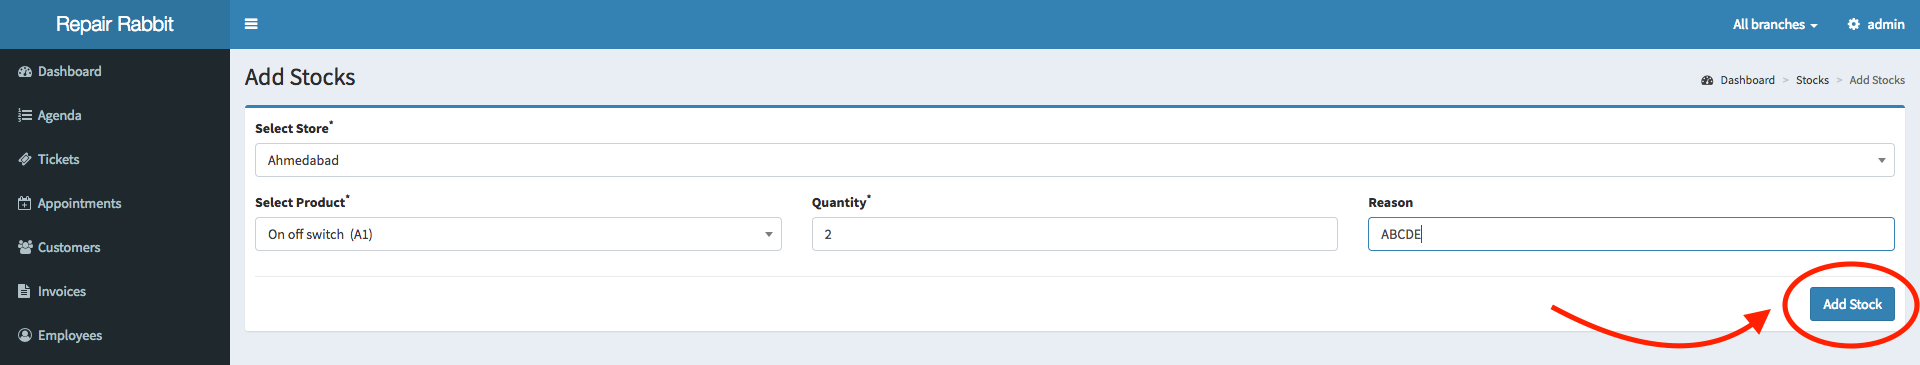 Repair Rabbit
All branches
admin
Dashboard
Agenda
Tickets
Appointments
Customers
Invoices
Employees
Add Stocks
Dashboard > Stocks > Add Stocks
Select Store*
Ahmedabad
Select Product* Quantity* Reason
On off switch (A1) 2 ABCDE
Add Stock